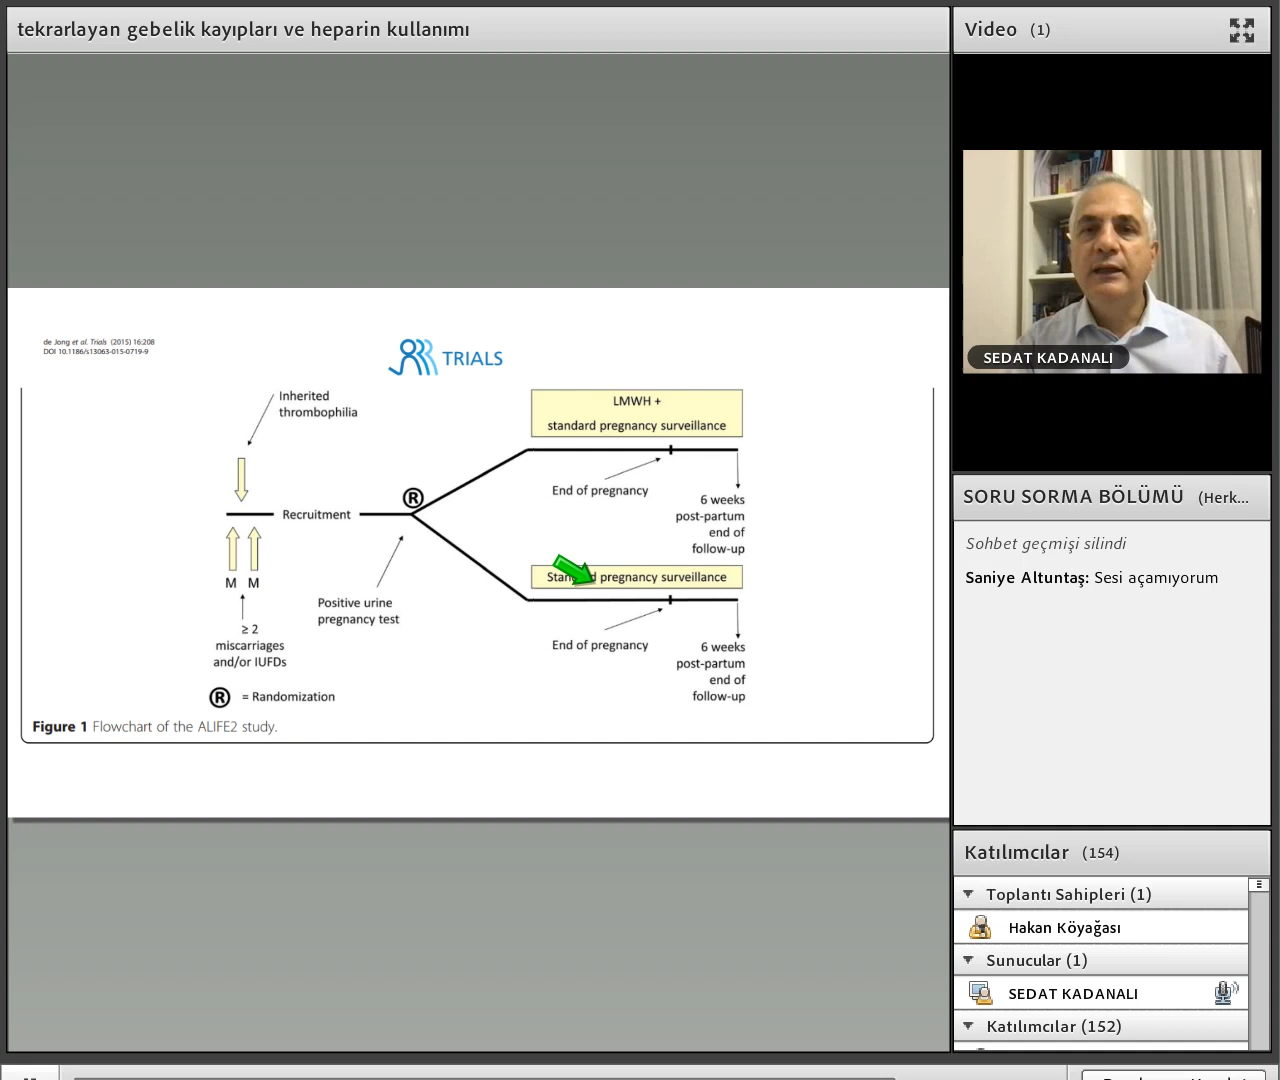 tekrarlayan gebelik kayıpları ve heparin kullanımı
de Jong et al. Trials (2015) 16:208
DOI 10.1186/s13063-015-0719-9
TRIALS
Inherited
thrombophilia
LMWH +
standard pregnancy surveillance
End of pregnancy
6 weeks
post-partum
end of
follow-up
R
Recruitment
M M
≥ 2
miscarriages
and/or IUFDs
Positive urine
pregnancy test
pregnancy surveillance
End of pregnancy
6 weeks
post-partum
end of
follow-up
R = Randomization
Figure 1 Flowchart of the ALIFE2 study.
Video (1)
SEDAT KADANALI
SORU SORMA BÖLÜMÜ (Herk...
Sohbet geçmişi silindi
Saniye Altuntaş: Sesi açamıyorum
Katılımcılar (154)
Toplantı Sahipleri (1)
Hakan Köyağası
Sunucular (1)
SEDAT KADANALI
Katılımcılar (152)